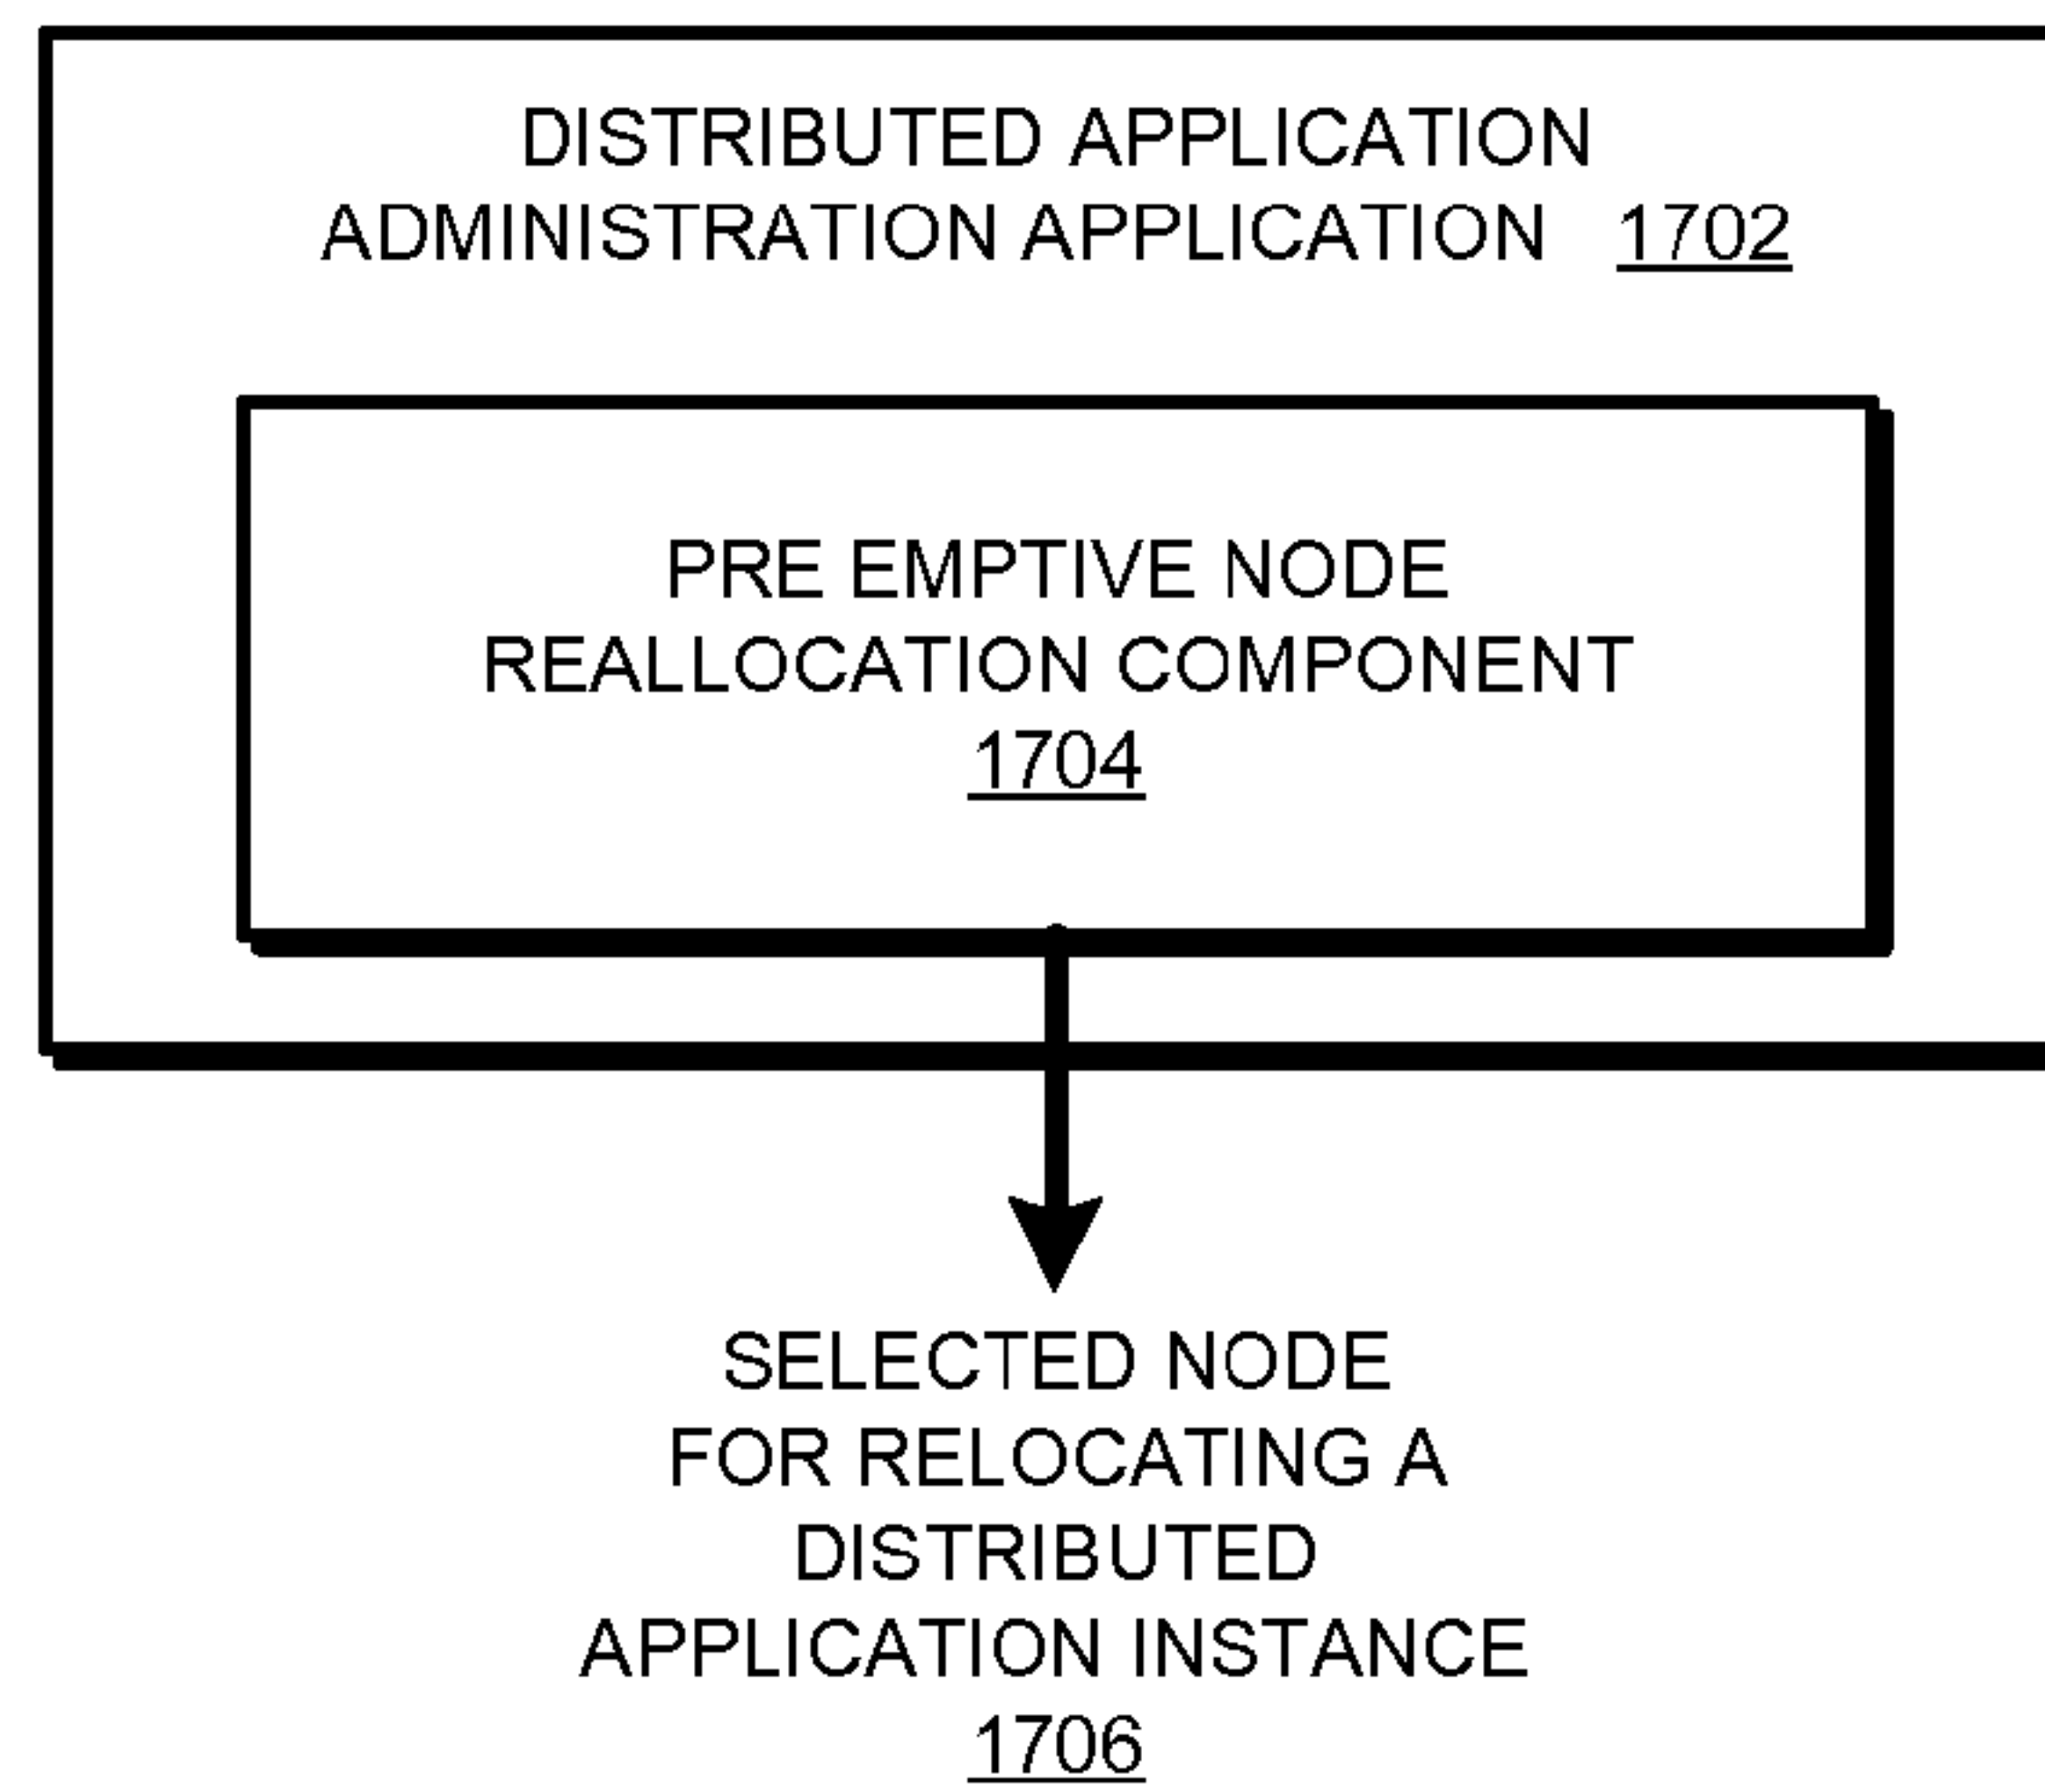 DISTRIBUTED APPLICATION
ADMINISTRATION APPLICATION 1702
PRE EMPTIVE NODE
REALLOCATION COMPONENT
1704
SELECTED NODE
FOR RELOCATING A
DISTRIBUTED
APPLICATION INSTANCE
1706